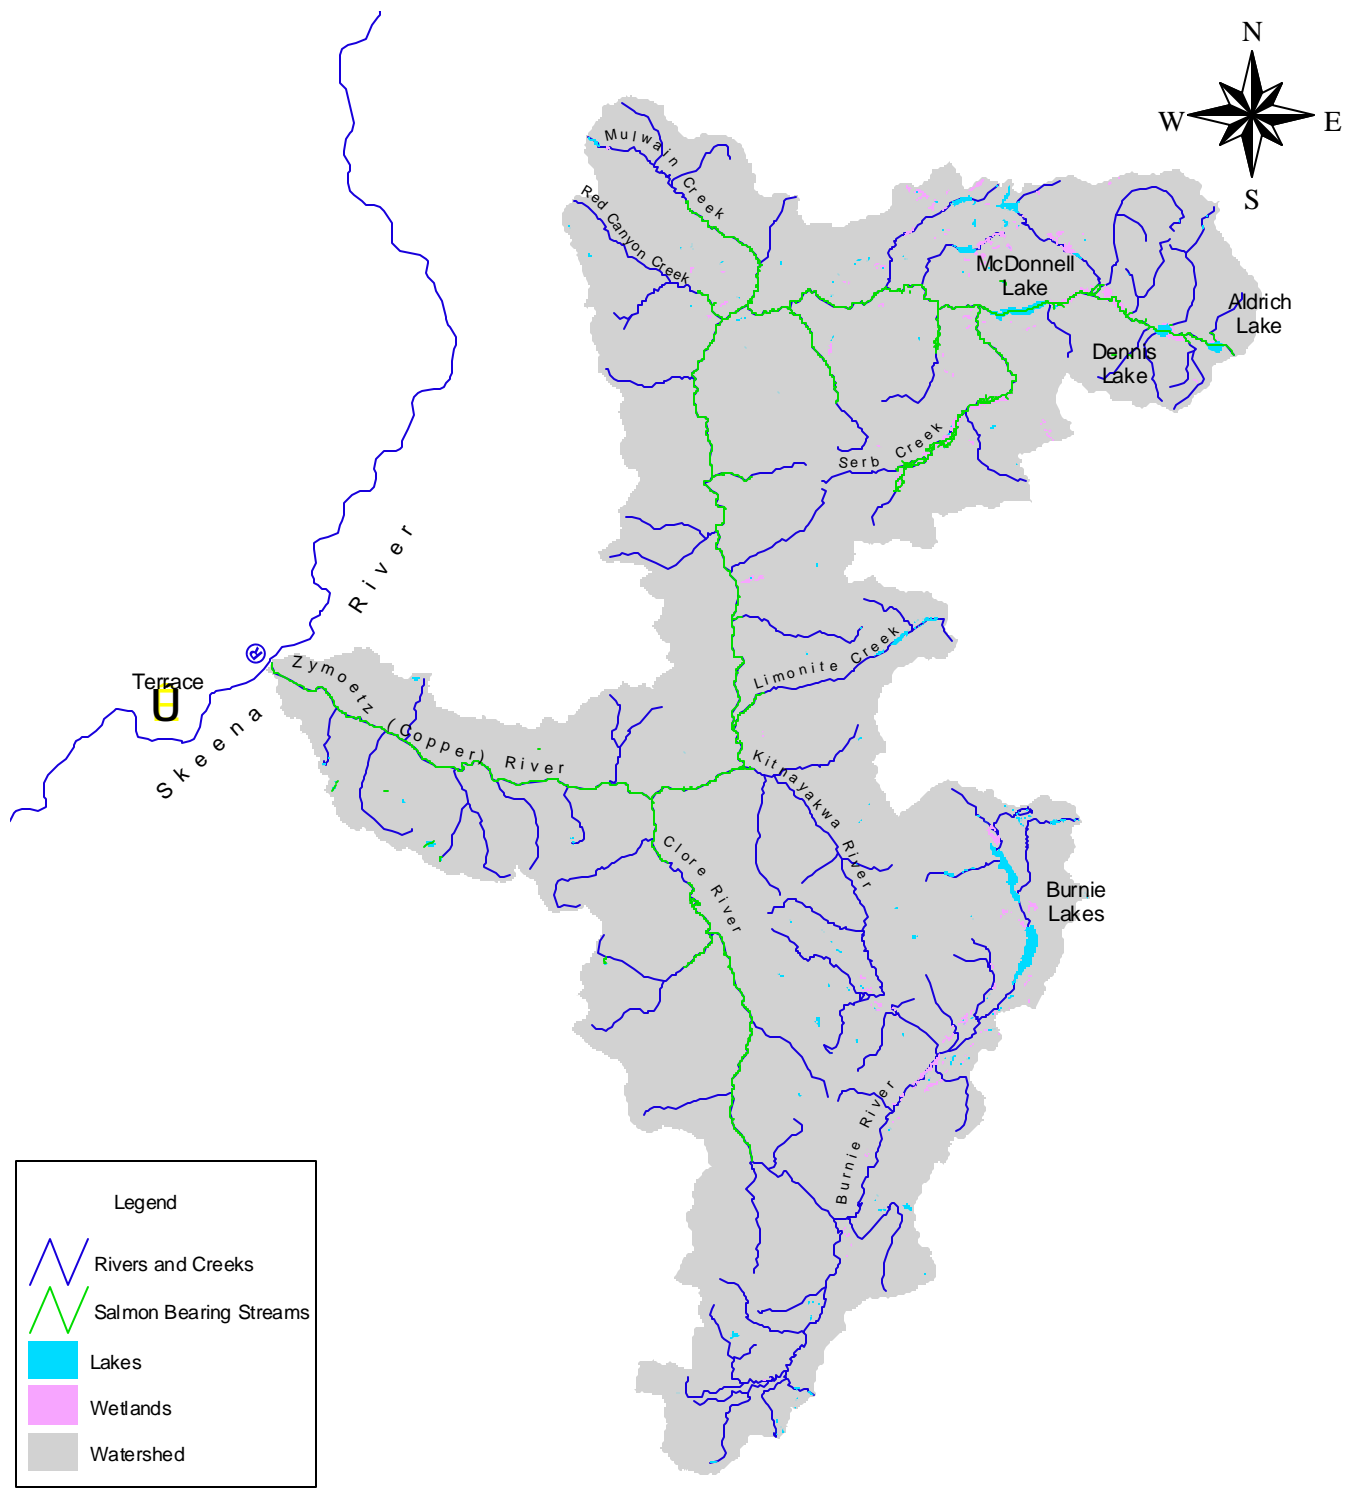 N
W
E
S
Mulwain Creek
Red Canyon Creek
McDonnell
Lake
Aldrich
Lake
Dennis
Lake
Serb Creek
Skeena River
Limonite Creek
®
Terrace
U
Zymoetz (Copper) River
Kitnayakwa River
Clore River
Burnie
Lakes
Burnie River
Legend
Rivers and Creeks
Salmon Bearing Streams
Lakes
Wetlands
Watershed